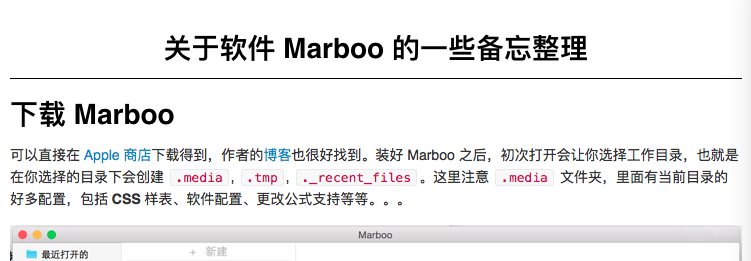 关于软件 Marboo 的一些备忘整理
下载 Marboo
可以直接在 Apple 商店下载得到，作者的博客也很好找到。装好 Marboo 之后，初次打开会让你选择工作目录，也就是
在你选择的目录下会创建 .media，.tmp，._recent_files。这里注意 .media 文件夹，里面有当前目录的
好多配置，包括 CSS 样表、软件配置、更改公式支持等等。。。
Marboo
最近打开的
+ 新建